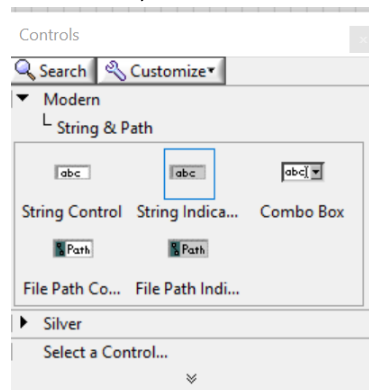 Controls
Search Customize
Modern
String & Path
abc abc abc
String Control String Indica... Combo Box
Path Path
File Path Co... File Path Indi...
Silver
Select a Control...